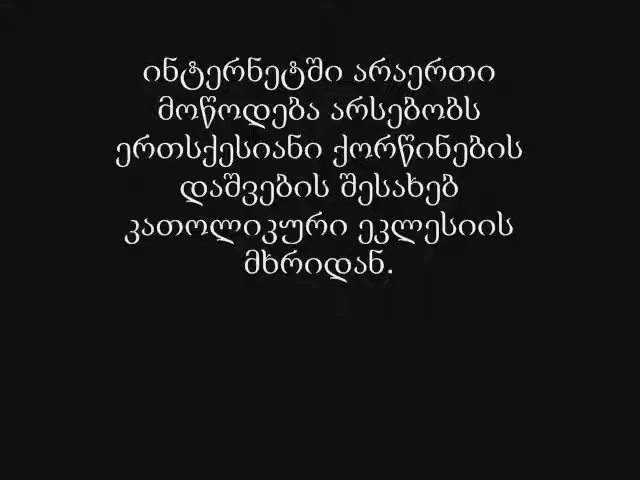 ინტერნეტში არაერთი
მოწოდება არსებობს
ერთსქესიანი ქორწინების
დაშვების შესახებ
კათოლიკური ეკლესიის
მხრიდან.